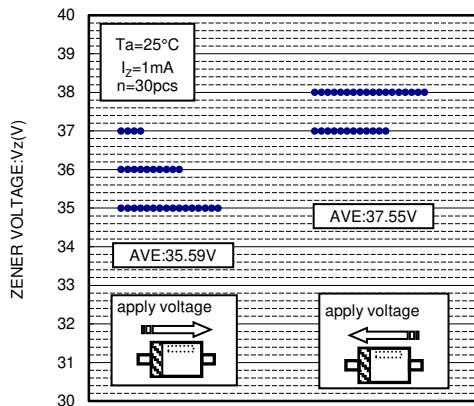 ZENER VOLTAGE:Vz(V)
40
39
38
37
36
35
34
33
32
31
30
Ta=25°C
IZ=1mA
n=30pcs
AVE:35.59V
AVE:37.55V
apply voltage
apply voltage